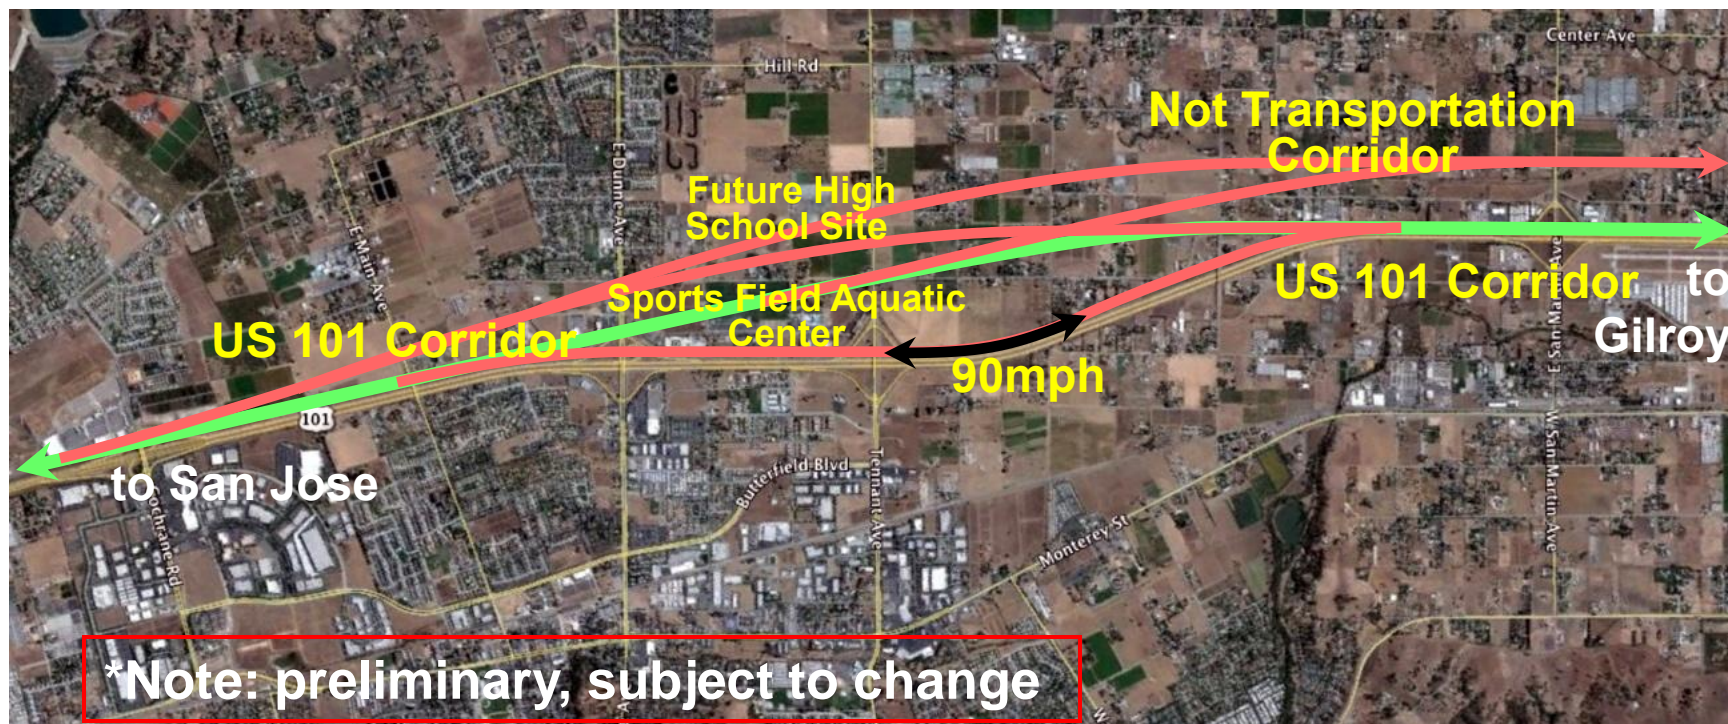 Center Ave
Hill Rd
Not Transportation
Corridor
E Dunne Ave
Future High
School Site
E Main Ave
US 101 Corridor
Sports Field Aquatic
Center
US 101 Corridor
to
Gilroy
E San Martin Ave
90mph
101
to San Jose
Cochrane Rd
Butterfield Blvd
Tennant Ave
Monterey St
W San Martin Ave
*Note: preliminary, subject to change
W